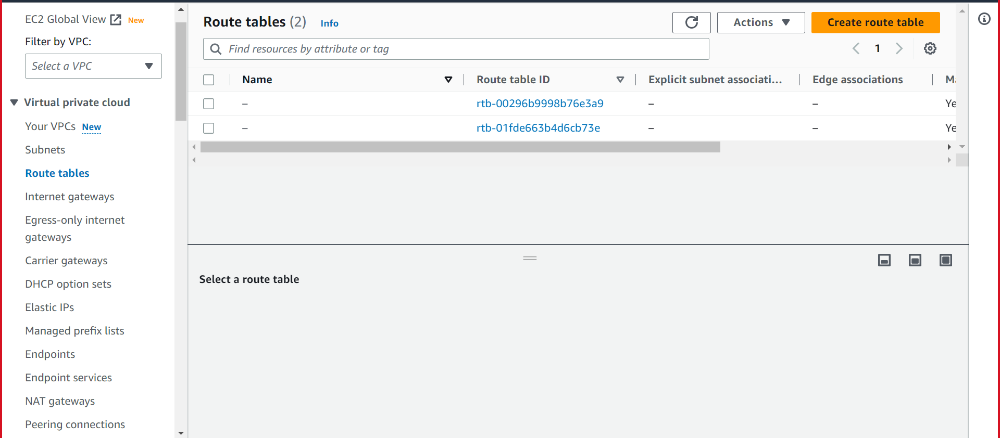 EC2 Global View New
Filter by VPC:
Select a VPC
Virtual private cloud
Your VPCs New
Subnets
Route tables
Internet gateways
Egress-only internet
gateways
Carrier gateways
DHCP option sets
Elastic IPs
Managed prefix lists
Endpoints
Endpoint services
NAT gateways
Peering connections
Route tables (2) Info
Actions
Create route table
Find resources by attribute or tag
1
Name Route table ID Explicit subnet associati... Edge associations
– rtb-00296b9998b76e3a9 – – Ye
– rtb-01fde663b4d6cb73e – – Ye
Select a route table